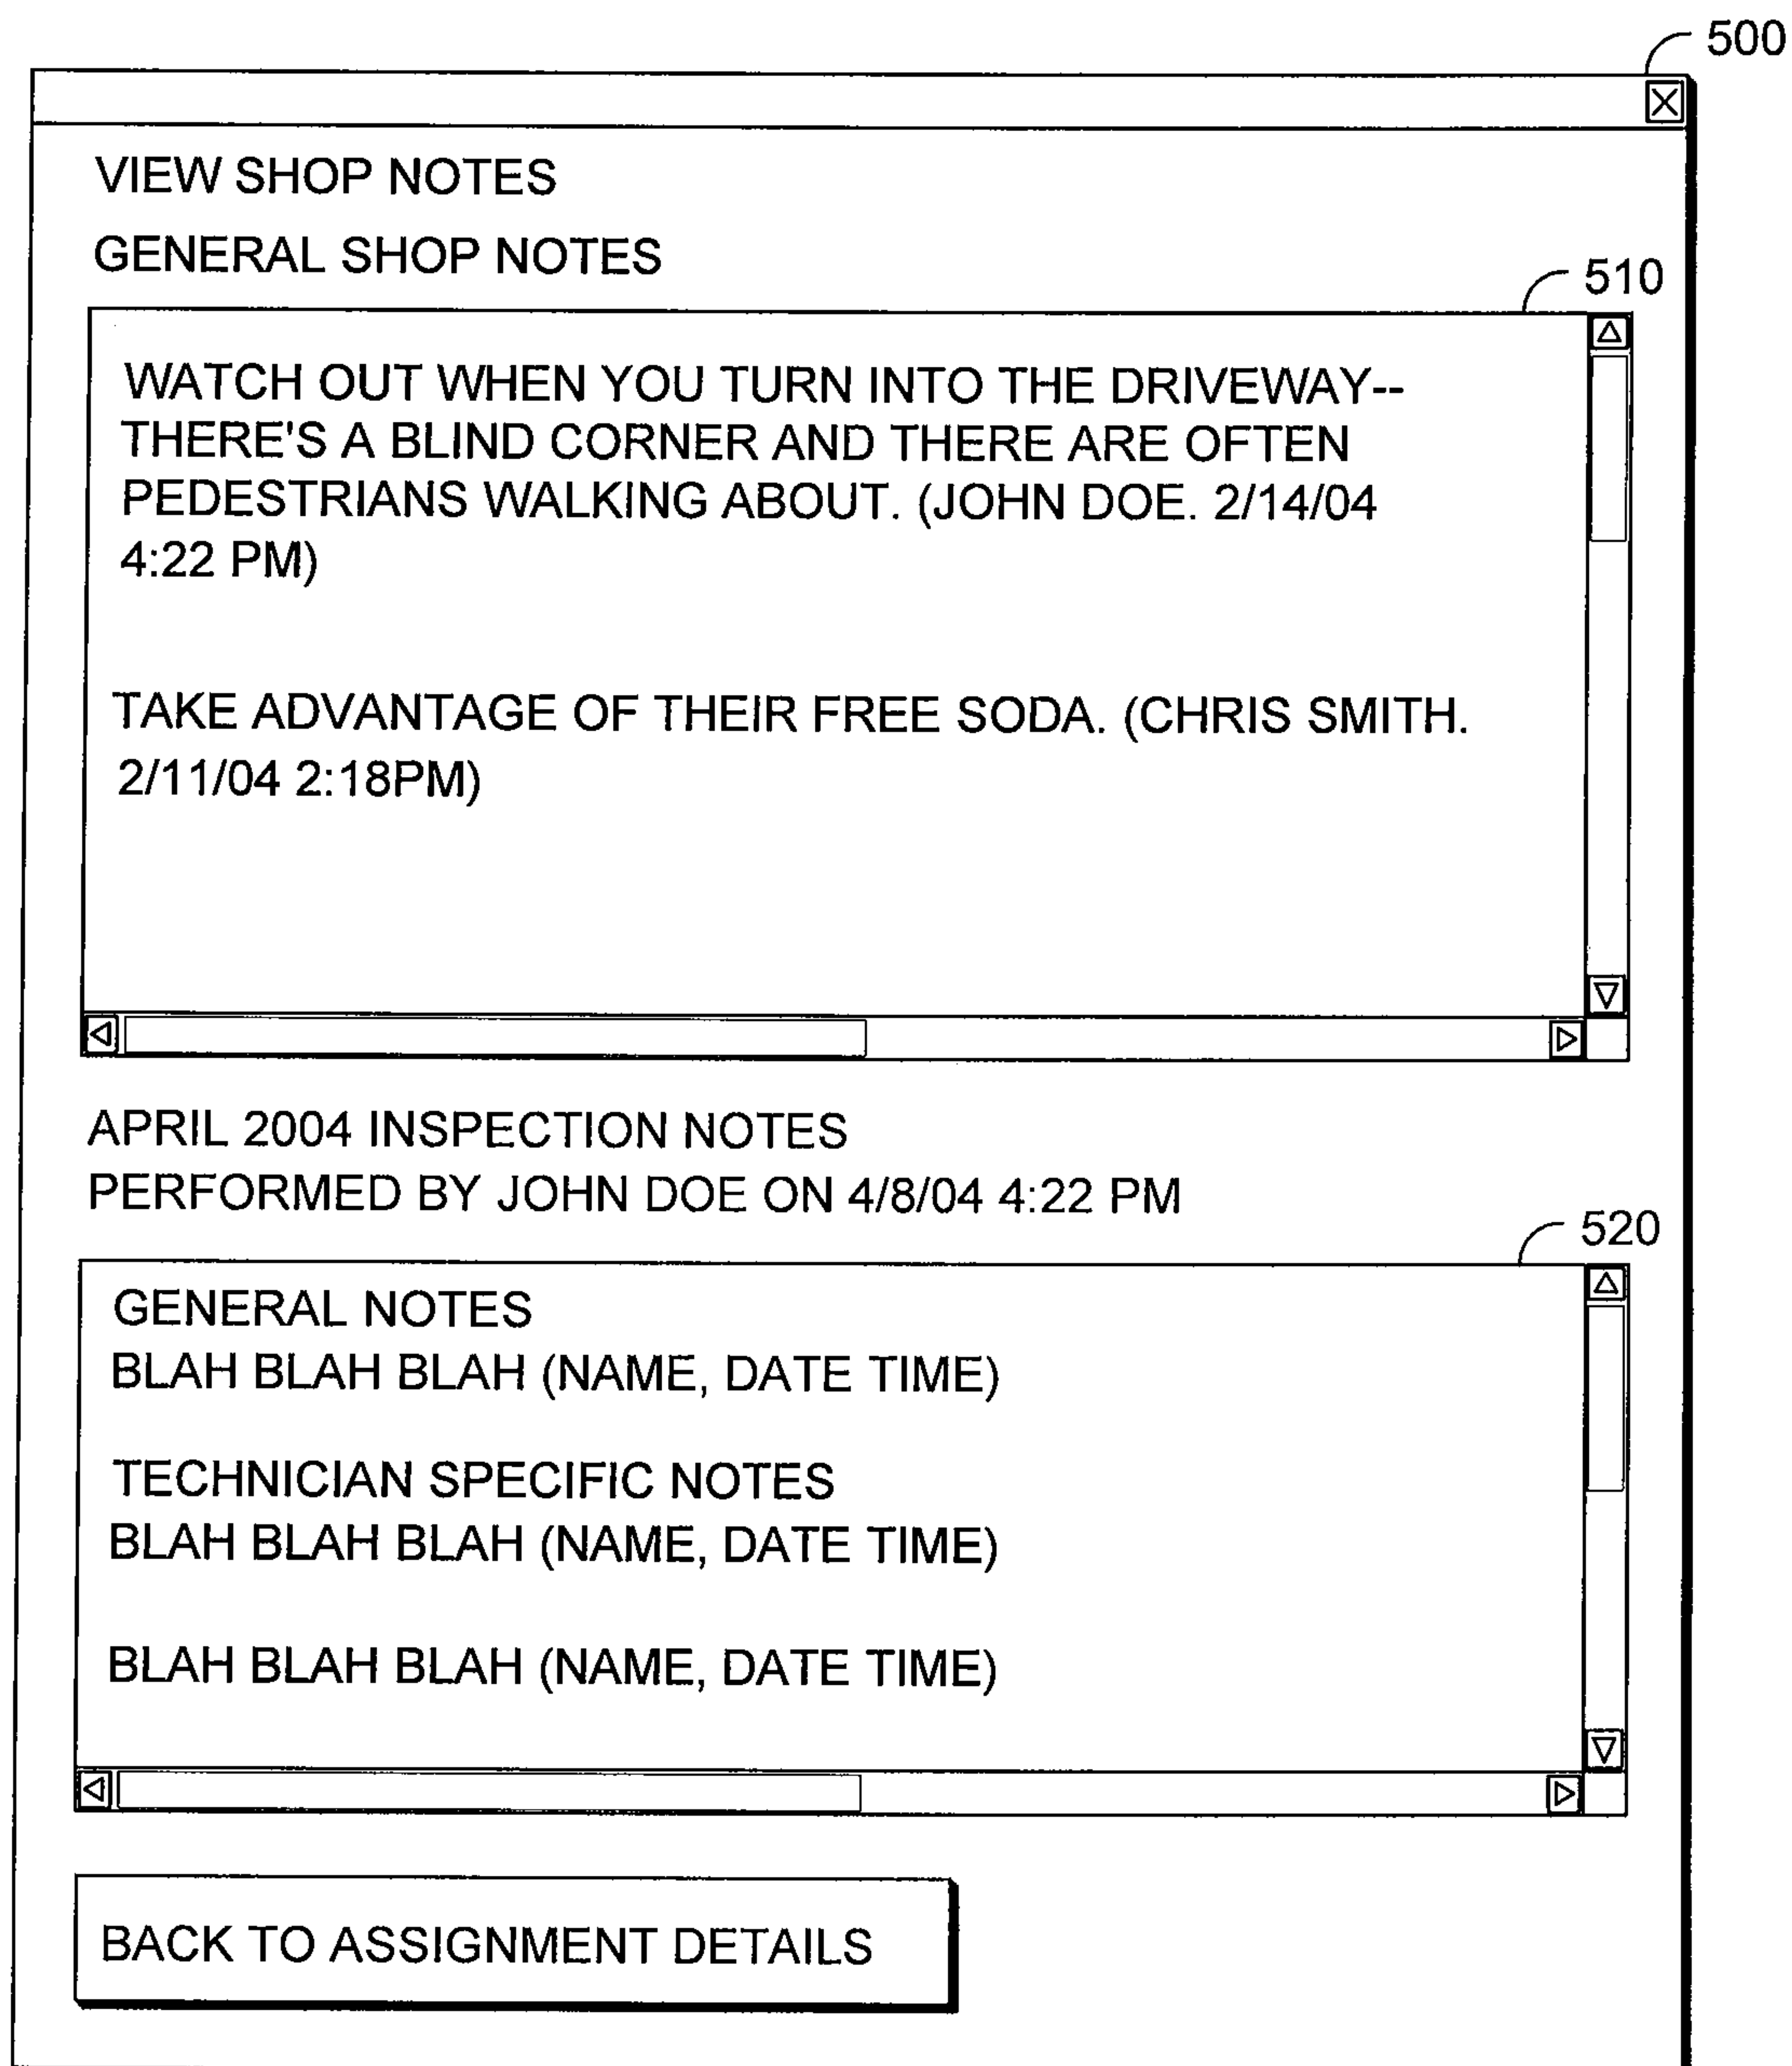 500
VIEW SHOP NOTES
GENERAL SHOP NOTES
510
WATCH OUT WHEN YOU TURN INTO THE DRIVEWAY--
THERE'S A BLIND CORNER AND THERE ARE OFTEN
PEDESTRIANS WALKING ABOUT. (JOHN DOE. 2/14/04
4:22 PM)
TAKE ADVANTAGE OF THEIR FREE SODA. (CHRIS SMITH.
2/11/04 2:18PM)
APRIL 2004 INSPECTION NOTES
PERFORMED BY JOHN DOE ON 4/8/04 4:22 PM
520
GENERAL NOTES
BLAH BLAH BLAH (NAME, DATE TIME)
TECHNICIAN SPECIFIC NOTES
BLAH BLAH BLAH (NAME, DATE TIME)
BLAH BLAH BLAH (NAME, DATE TIME)
BACK TO ASSIGNMENT DETAILS